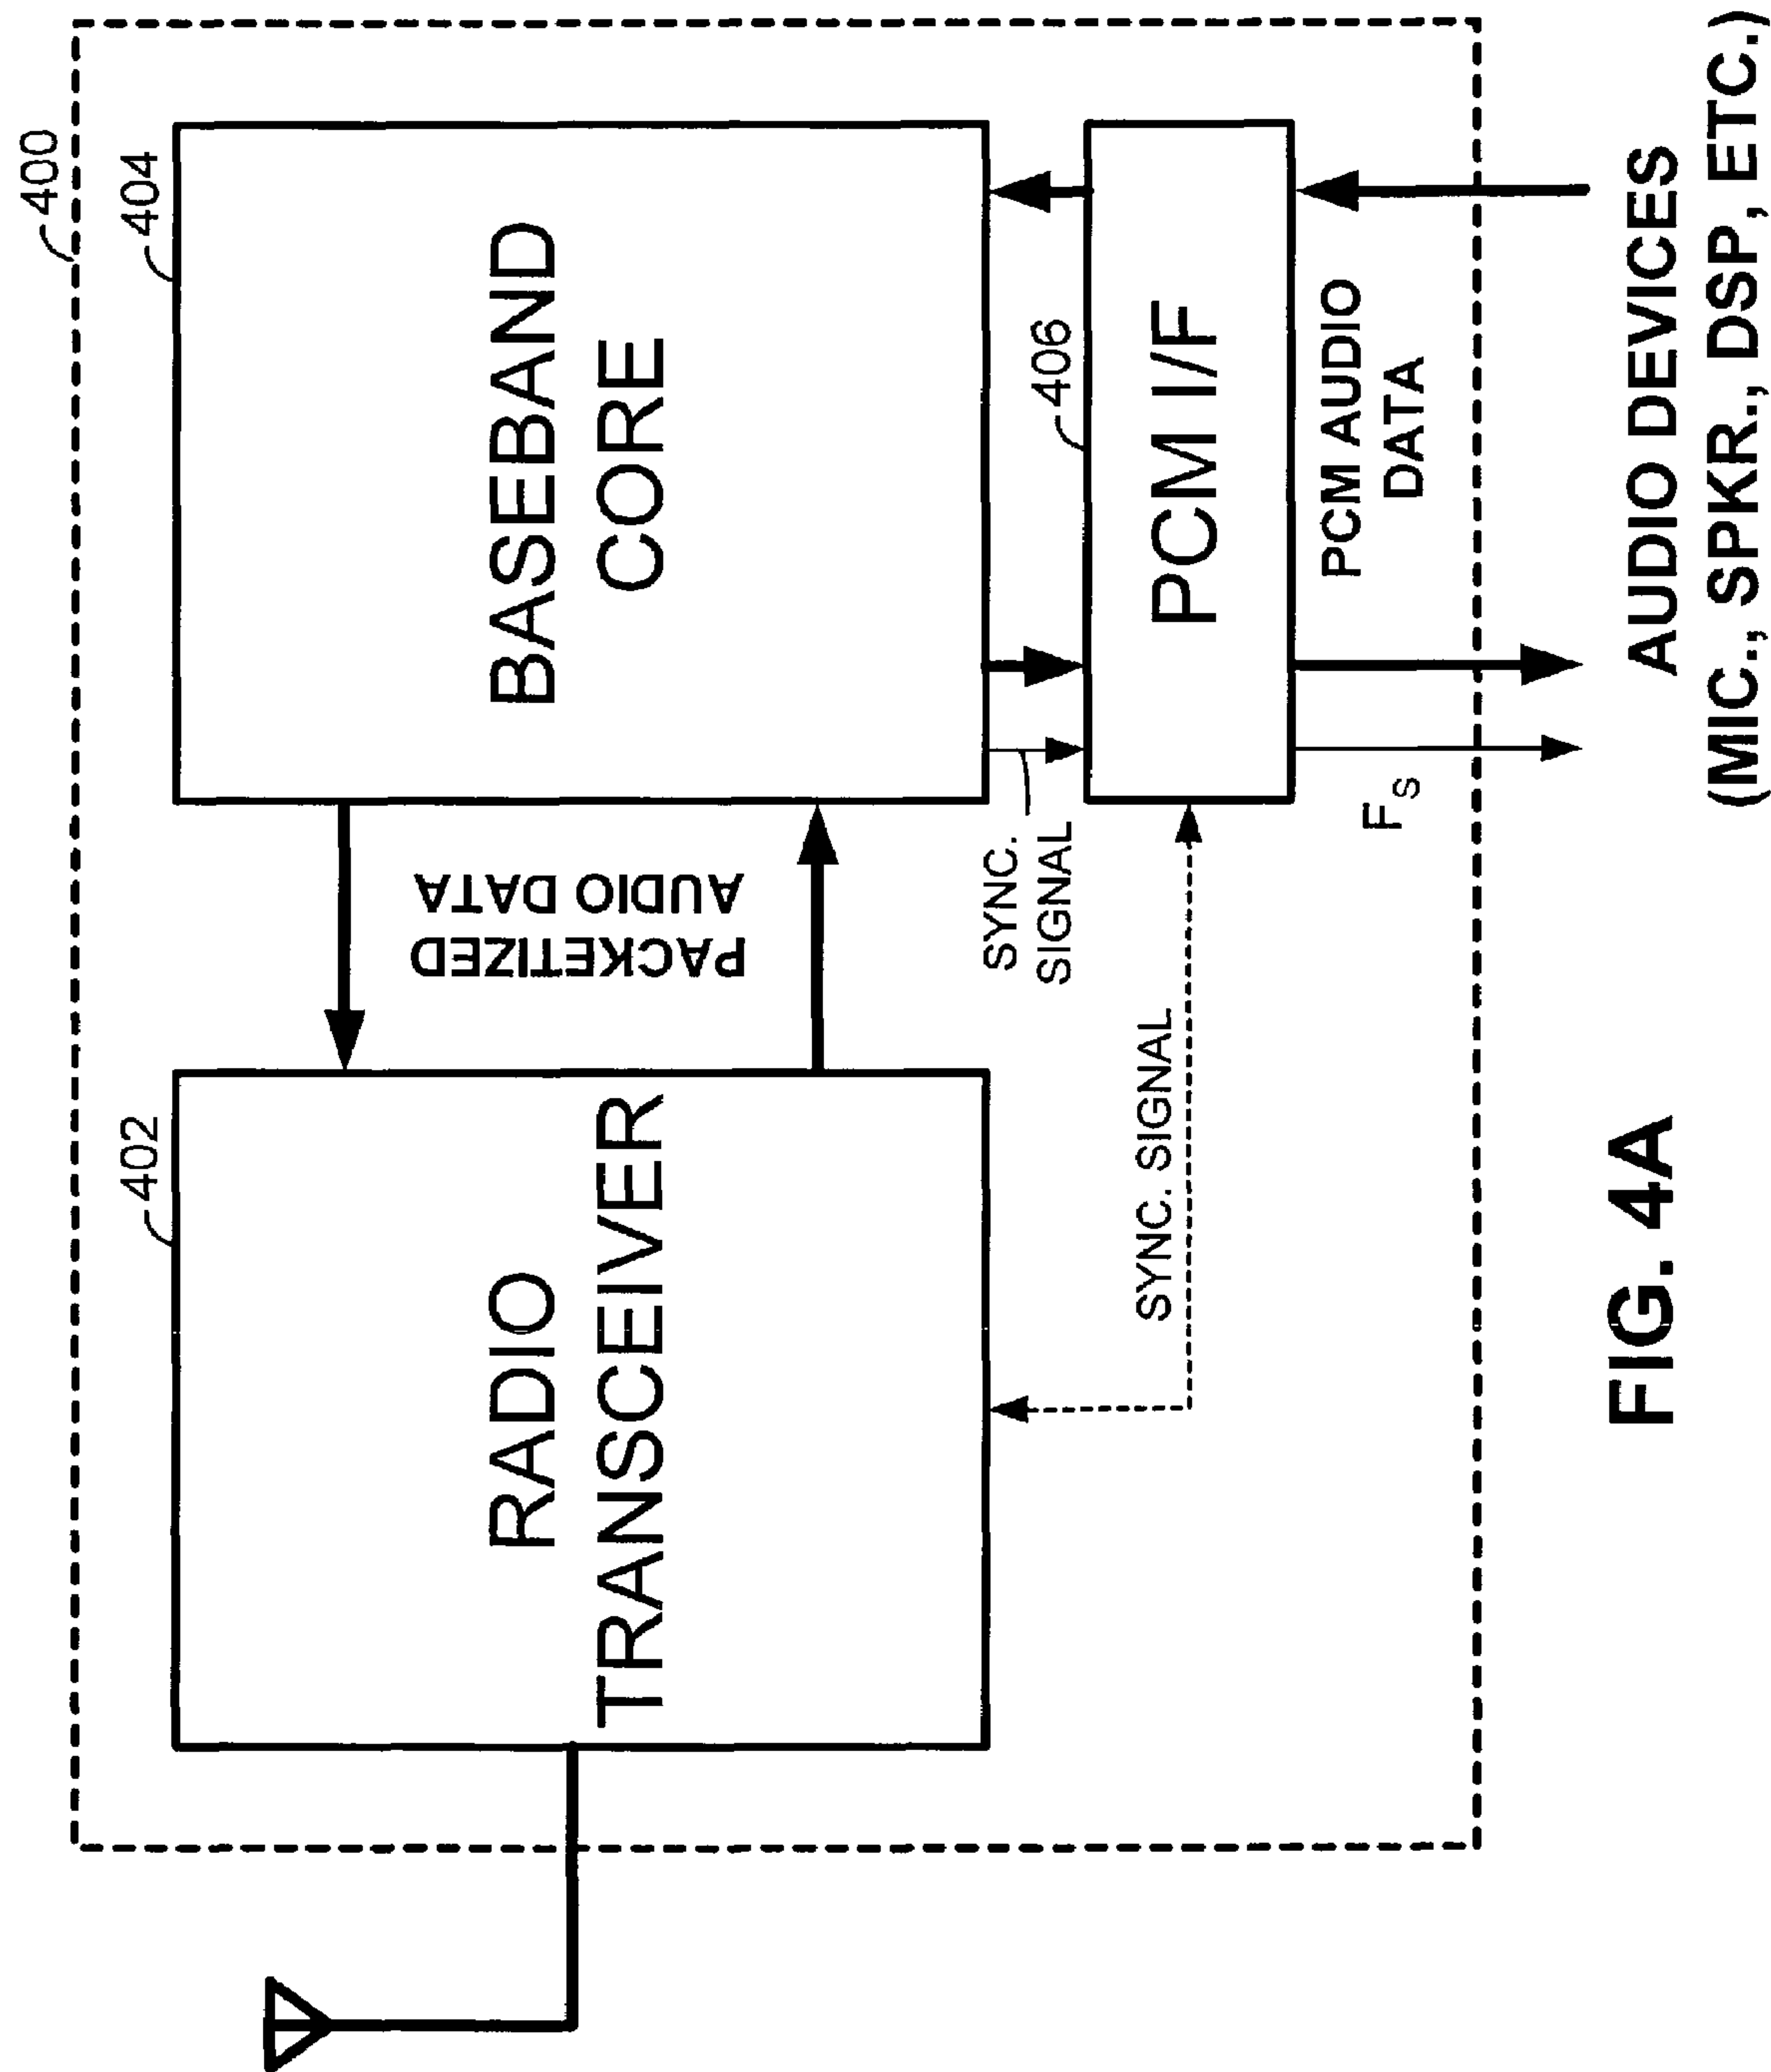 400
402
404
RADIO
TRANSCEIVER
PACKETIZED
AUDIO DATA
BASEBAND
CORE
SYNC.
SIGNAL
SYNC. SIGNAL
406
PCM I/F
F S
PCM AUDIO
DATA
AUDIO DEVICES
(MIC., SPKR., DSP, ETC.)
FIG. 4A